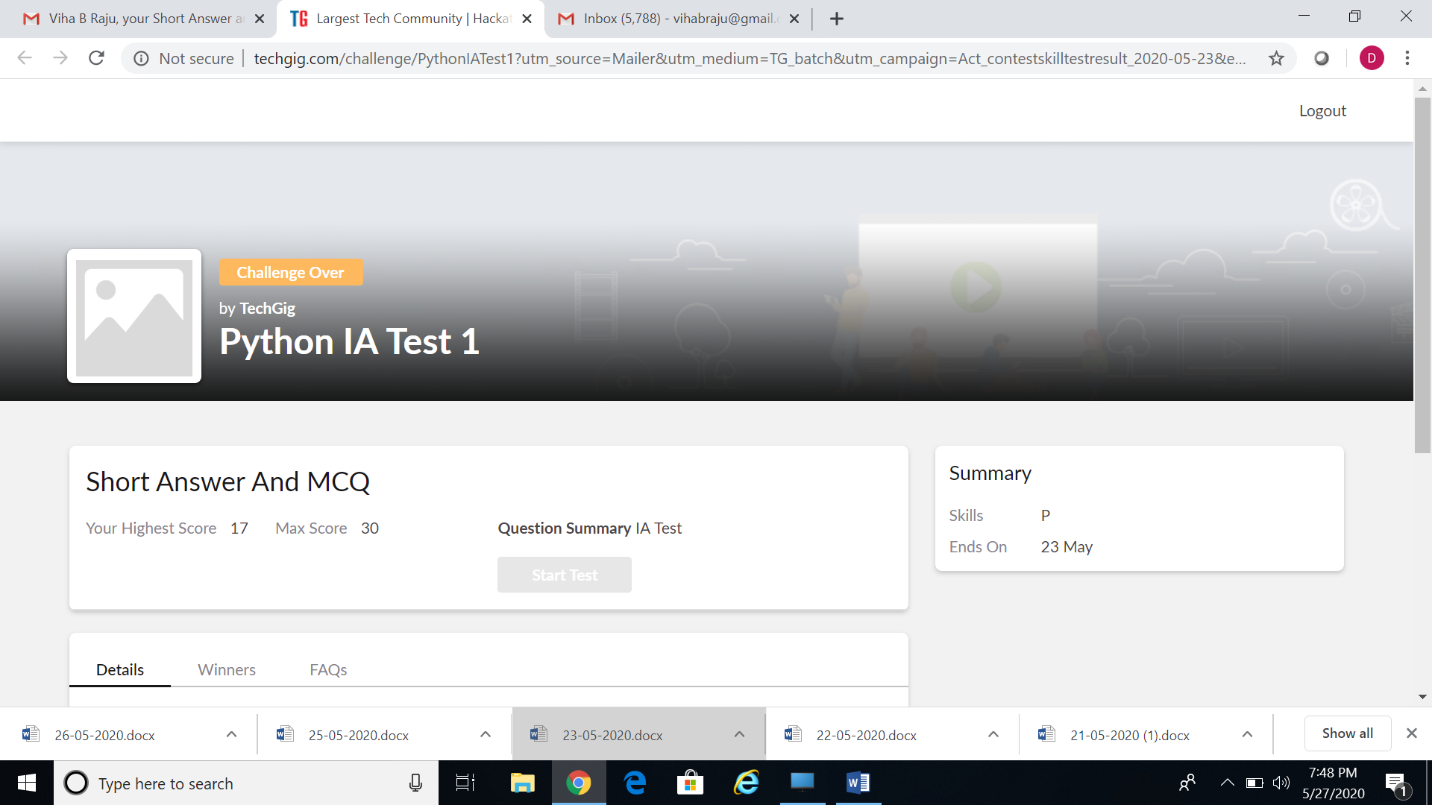 Viha B Raju, your Short Answer a
TG Largest Tech Community | Hacka
Inbox (5,788) - vihabraju@gmail.c
Not secure | techgig.com/challenge/PythonIATest1?utm_source=Mailer&utm_medium=TG_batch&utm_campaign=Act_contestskilltestresult_2020-05-23&e...
D
Logout
Challenge Over
by TechGig
Python IA Test 1
Short Answer And MCQ
Your Highest Score 17 Max Score 30
Question Summary IA Test
Start Test
Summary
Skills P
Ends On 23 May
Details Winners FAQs
26-05-2020.docx 25-05-2020.docx 23-05-2020.docx 22-05-2020.docx 21-05-2020 (1).docx Show all
Type here to search
7:48 PM
5/27/2020
1